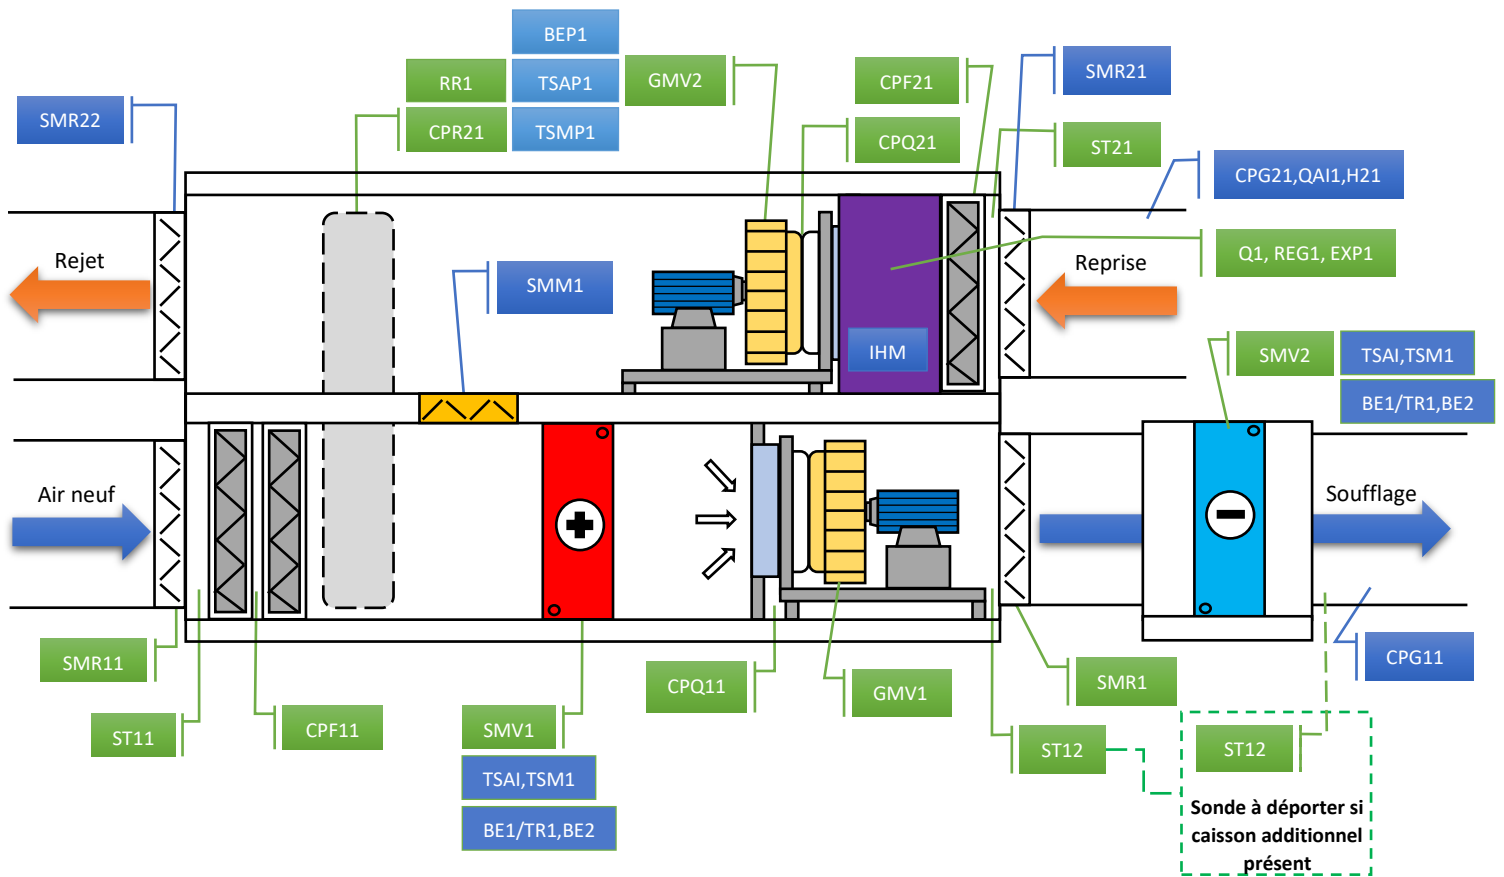 BEP1
RR1
TSAP1
GMV2
CPR21
TSMP1
CPF21
CPQ21
SMR21
ST21
CPG21,QAI1,H21
Q1, REG1, EXP1
SMR22
Rejet
SMM1
IHM
Reprise
SMV2
TSAI,TSM1
BE1/TR1,BE2
Air neuf
Soufflage
SMR11
ST11
CPF11
SMV1
TSAI,TSM1
BE1/TR1,BE2
CPQ11
GMV1
SMR1
CPG11
ST12
ST12
Sonde à déporter si
caisson additionnel
présent